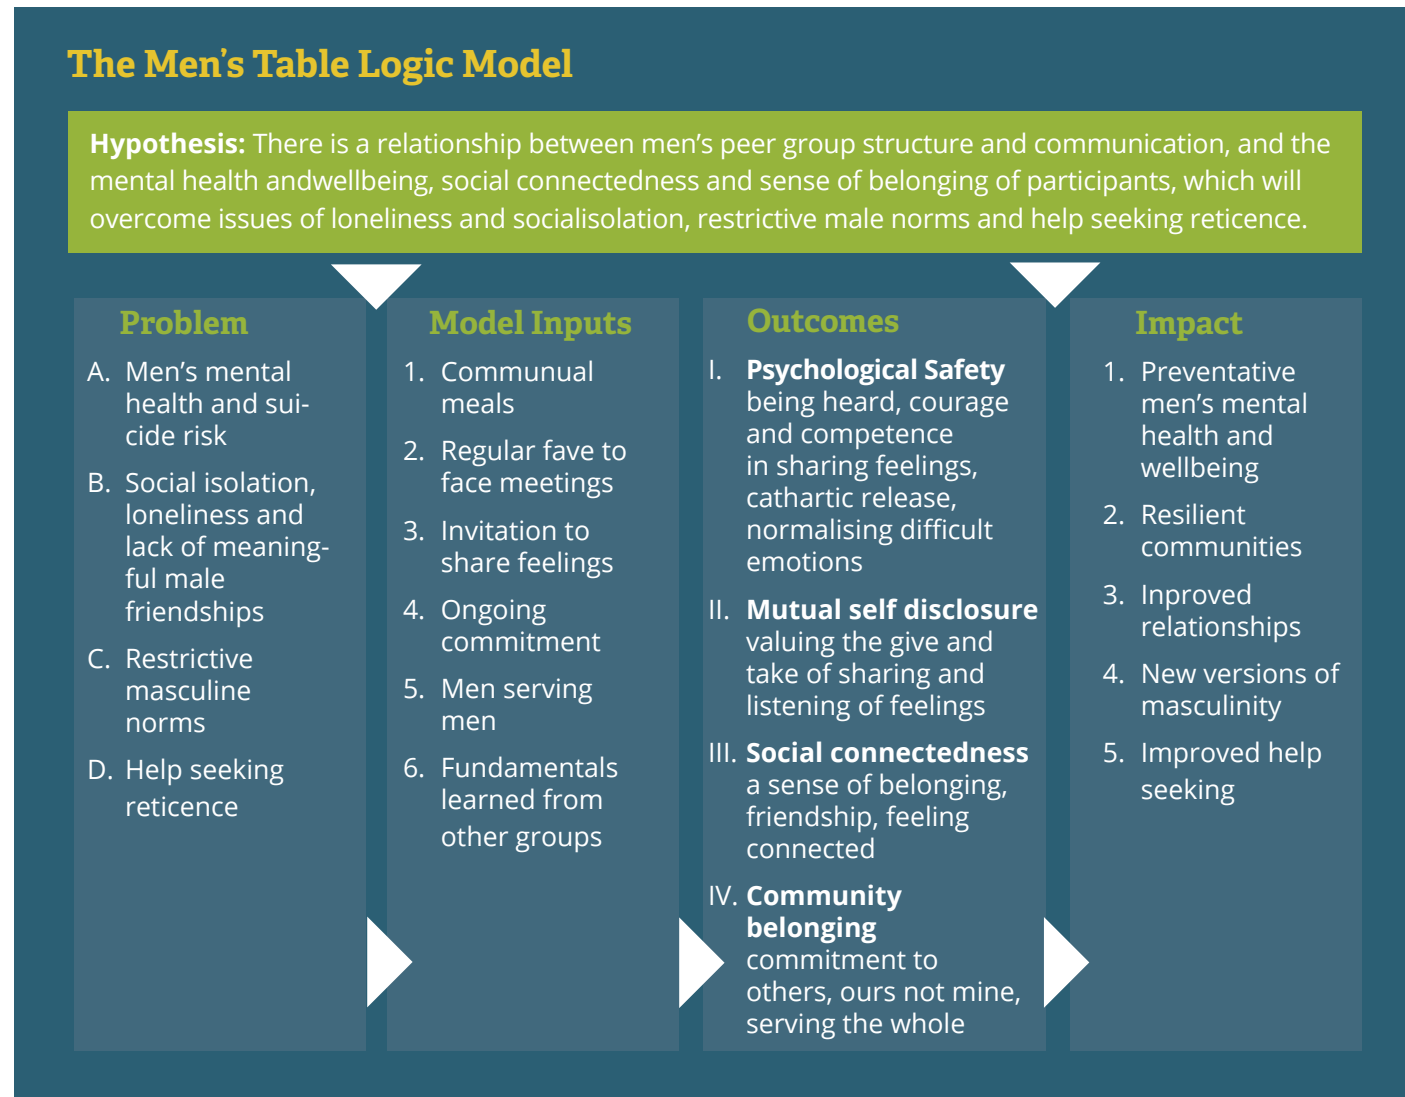 The Men’s Table Logic Model
Hypothesis: There is a relationship between men’s peer group structure and communication, and the
mental health andwellbeing, social connectedness and sense of belonging of participants, which will
overcome issues of loneliness and socialisolation, restrictive male norms and help seeking reticence.
Problem
A. Men’s mental
health and sui-
cide risk
B. Social isolation,
loneliness and
lack of meaning-
ful male
friendships
C. Restrictive
masculine
norms
D. Help seeking
reticence
Model Inputs
1. Communual
meals
2. Regular fave to
face meetings
3. Invitation to
share feelings
4. Ongoing
commitment
5. Men serving
men
6. Fundamentals
learned from
other groups
Outcomes
I. Psychological Safety
being heard, courage
and competence
in sharing feelings,
cathartic release,
normalising difficult
emotions
II. Mutual self disclosure
valuing the give and
take of sharing and
listening of feelings
III. Social connectedness
a sense of belonging,
friendship, feeling
connected
IV. Community
belonging
commitment to
others, ours not mine,
serving the whole
Impact
1. Preventative
men’s mental
health and
wellbeing
2. Resilient
communities
3. Inproved
relationships
4. New versions of
masculinity
5. Improved help
seeking